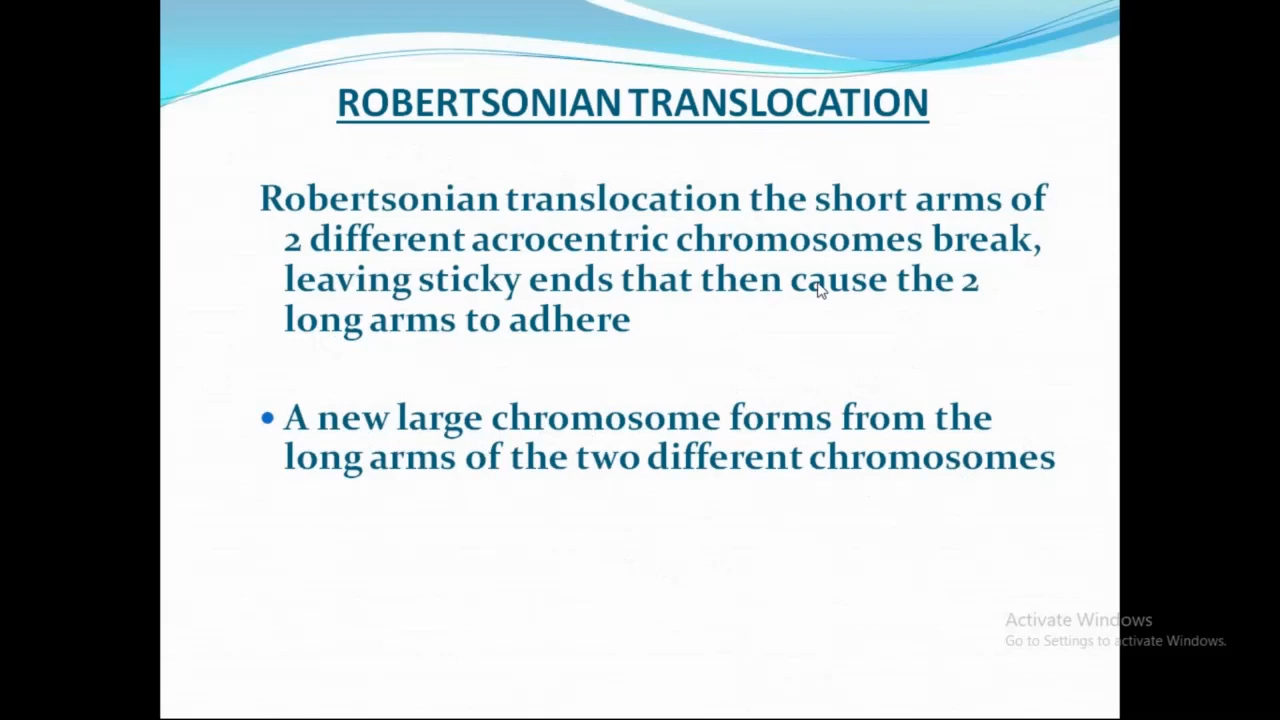 ROBERTSONIAN TRANSLOCATION
Robertsonian translocation the short arms of
2 different acrocentric chromosomes break,
leaving sticky ends that then cause the 2
long arms to adhere
• A new large chromosome forms from the
long arms of the two different chromosomes
Activate Windows
Go to Settings to activate Windows.